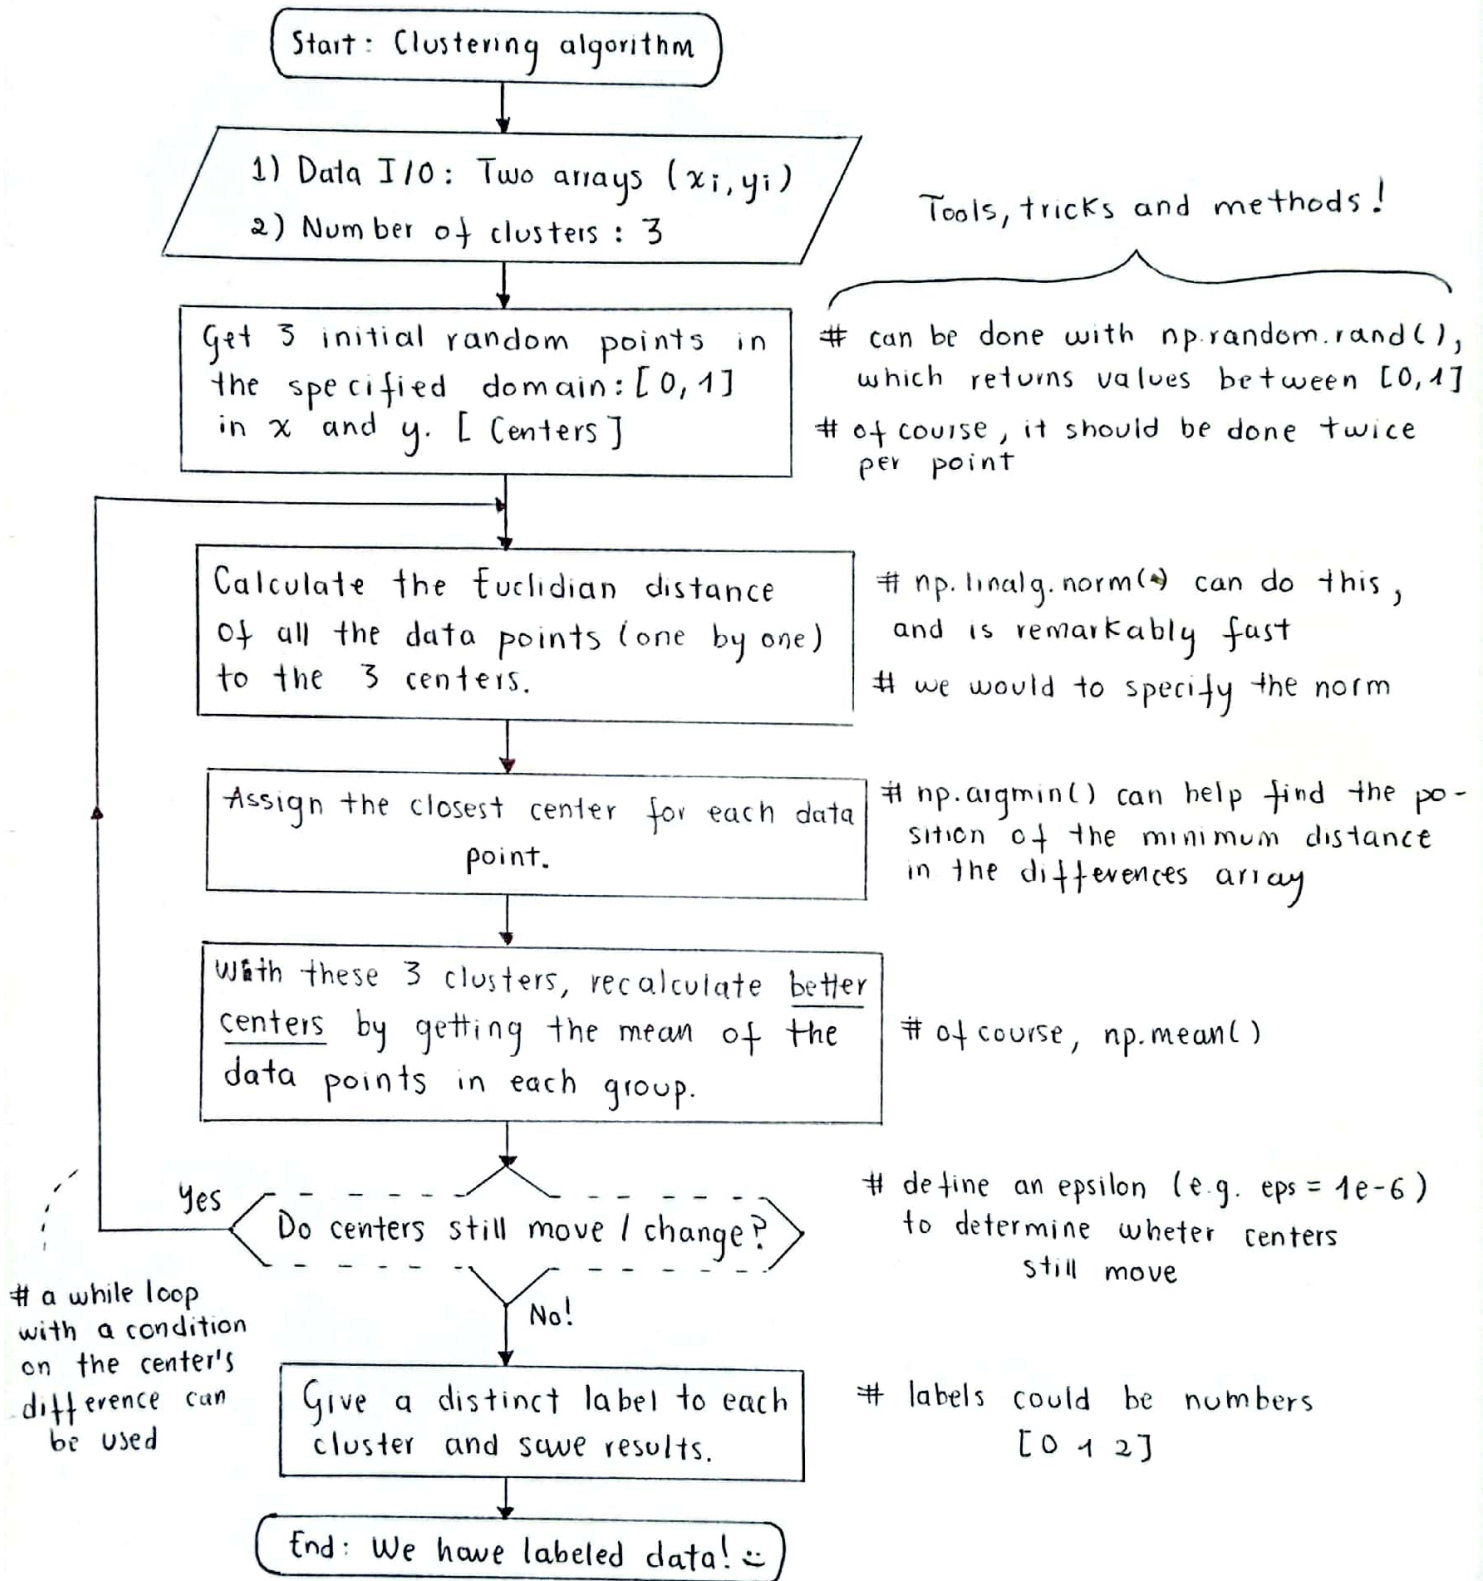 Start: Clustering algorithm
1) Data I/O: Two arrays (xi, yi)
2) Number of clusters : 3
Tools, tricks and methods!
Get 3 initial random points in
the specified domain: [0, 1]
in x and y. [Centers]
# can be done with np.random.rand(),
which returns values between [0,1]
# of course, it should be done twice
per point
Calculate the Euclidian distance
of all the data points (one by one)
to the 3 centers.
# np.linalg.norm() can do this,
and is remarkably fast
# we would to specify the norm
Assign the closest center for each data
point.
# np.argmin() can help find the po-
sition of the minimum distance
in the differences array
With these 3 clusters, recalculate better
centers by getting the mean of the
data points in each group.
# of course, np.mean()
Yes
Do centers still move / change?
# define an epsilon (e.g. eps = 1e-6)
to determine wheter centers
still move
No!
# a while loop
with a condition
on the center's
difference can
be used
Give a distinct label to each
cluster and save results.
# labels could be numbers
[0 1 2]
End: We have labeled data! :)